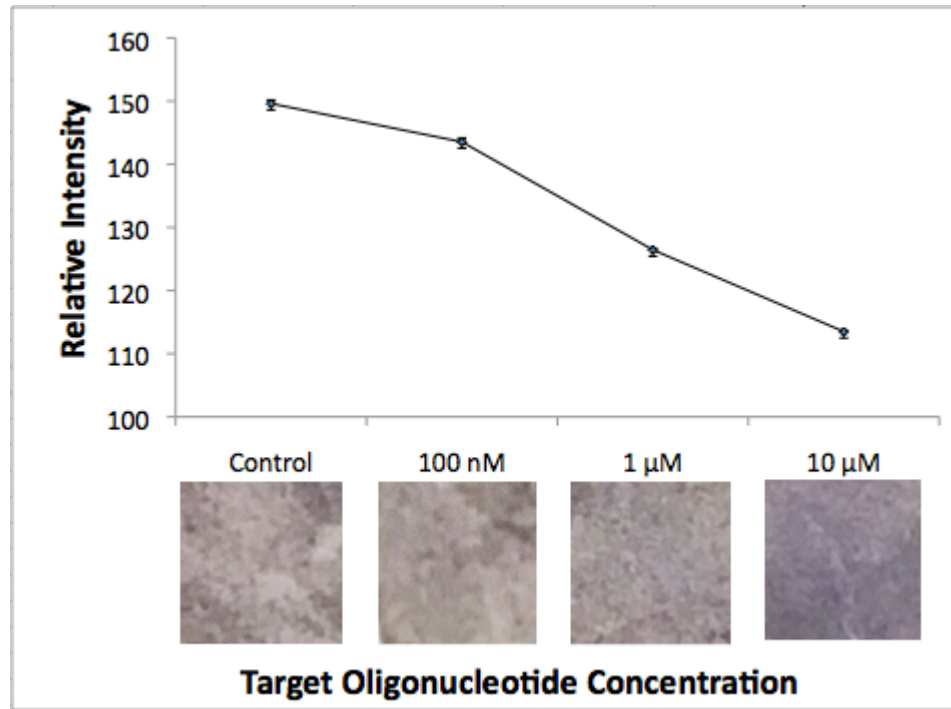 160
150
140
130
120
110
100
Relative Intensity
Control 100 nM 1 μM 10 μM
Target Oligonucleotide Concentration